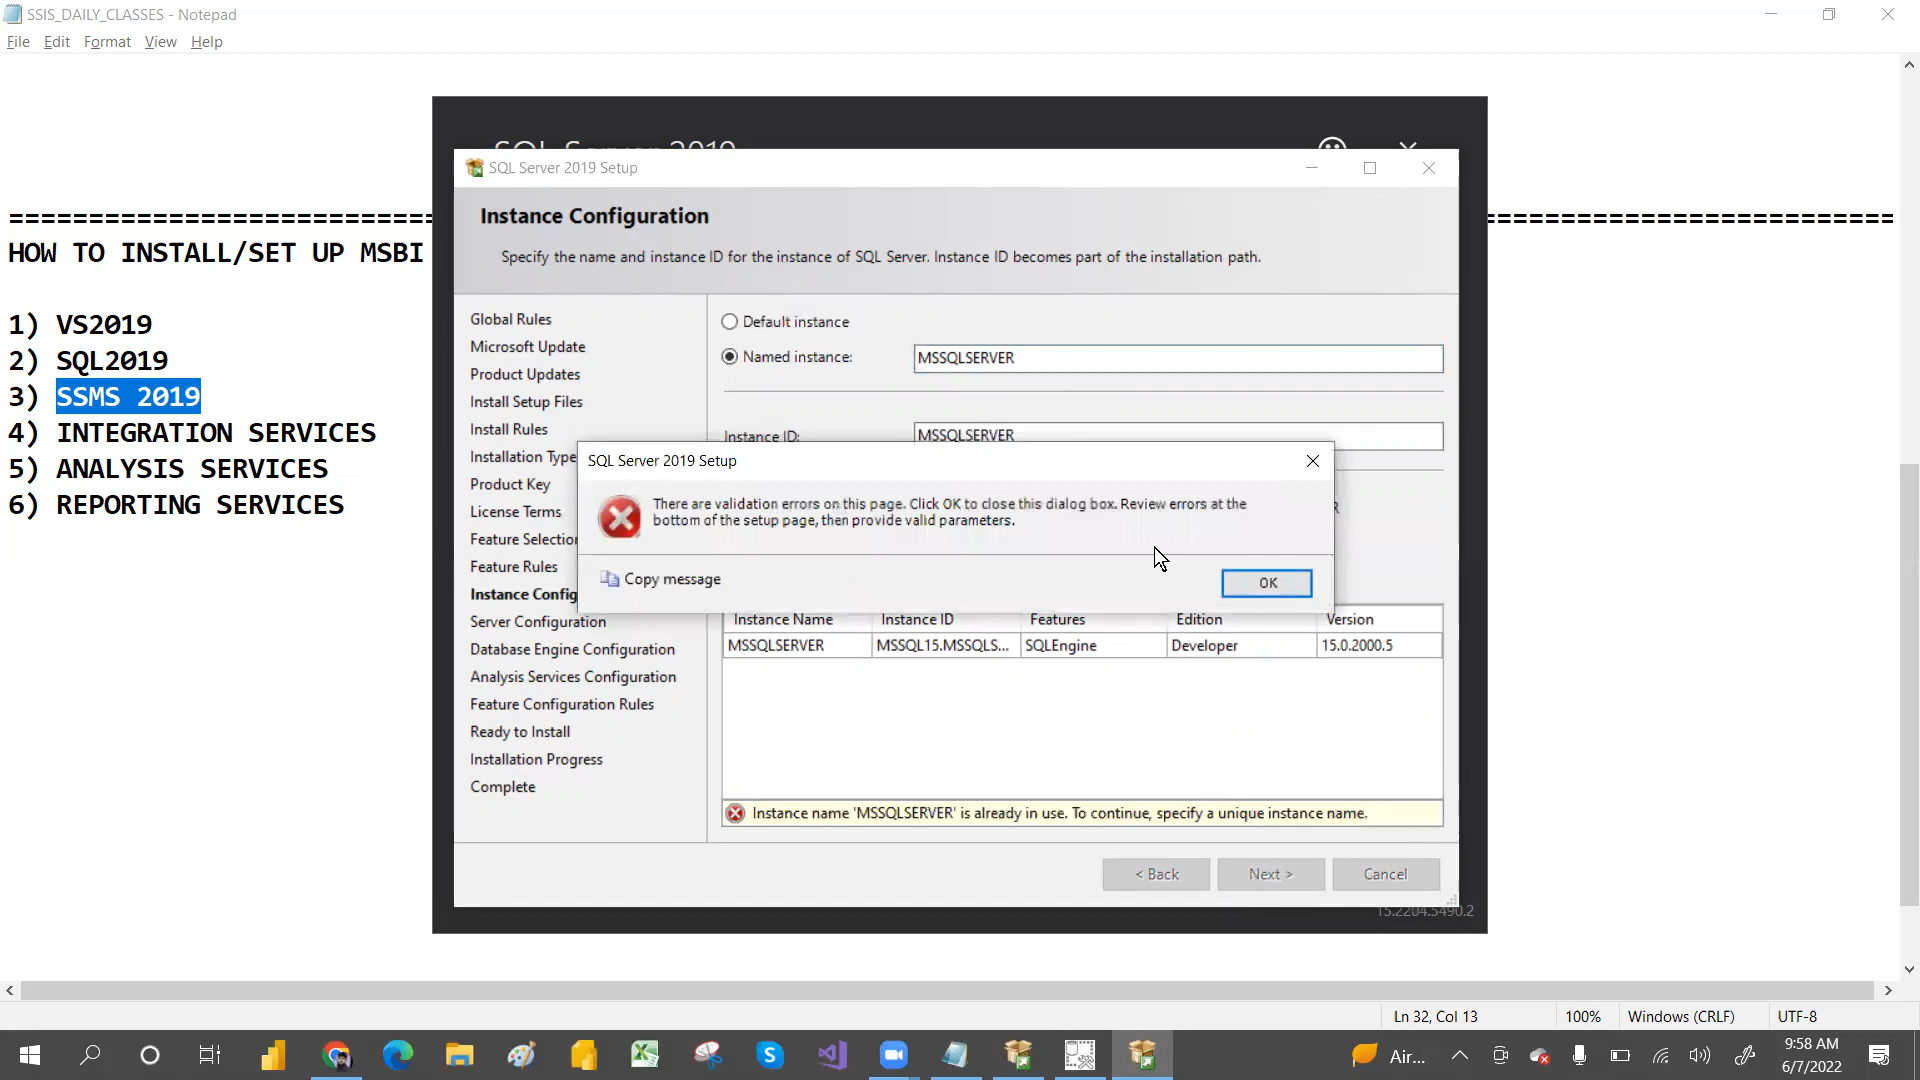 SSIS_DAILY_CLASSES - Notepad
File Edit Format View Help
SQL Server 2019
SQL Server 2019 Setup
Instance Configuration
Specify the name and instance ID for the instance of SQL Server. Instance ID becomes part of the installation path.
HOW TO INSTALL/SET UP MSBI
1) VS2019
2) SQL2019
3) SSMS 2019
4) INTEGRATION SERVICES
5) ANALYSIS SERVICES
6) REPORTING SERVICES
Global Rules
Microsoft Update
Product Updates
Install Setup Files
Install Rules
Installation Type
Product Key
License Terms
Feature Selection
Feature Rules
Instance Config
Server Configuration
Database Engine Configuration
Analysis Services Configuration
Feature Configuration Rules
Ready to Install
Installation Progress
Complete
Default instance
Named instance: MSSQLSERVER
Instance ID: MSSQLSERVER
SQL Server 2019 Setup
There are validation errors on this page. Click OK to close this dialog box. Review errors at the
bottom of the setup page, then provide valid parameters.
Copy message OK
Instance Name Instance ID Features Edition Version
MSSQLSERVER MSSQL15.MSSQLS... SQLEngine Developer 15.0.2000.5
Instance name 'MSSQLSERVER' is already in use. To continue, specify a unique instance name.
< Back Next > Cancel
15.2204.5490.2
Ln 32, Col 13 100% Windows (CRLF) UTF-8
Air...
9:58 AM
6/7/2022